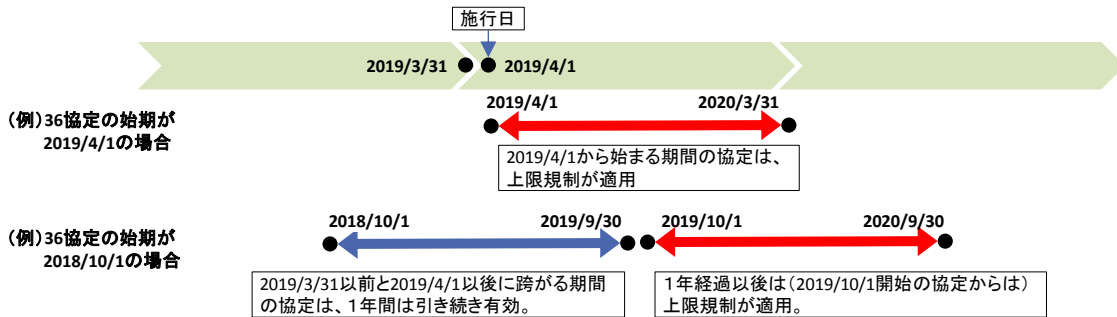 施行日
2019/3/31
2019/4/1
(例)36協定の始期が
2019/4/1の場合
2019/4/1
2020/3/31
2019/4/1から始まる期間の協定は、
上限規制が適用
(例)36協定の始期が
2018/10/1の場合
2018/10/1
2019/9/30
2019/10/1
2020/9/30
2019/3/31以前と2019/4/1以後に跨がる期間
の協定は、1年間は引き続き有効。
1年経過以後は(2019/10/1開始の協定からは)
上限規制が適用。